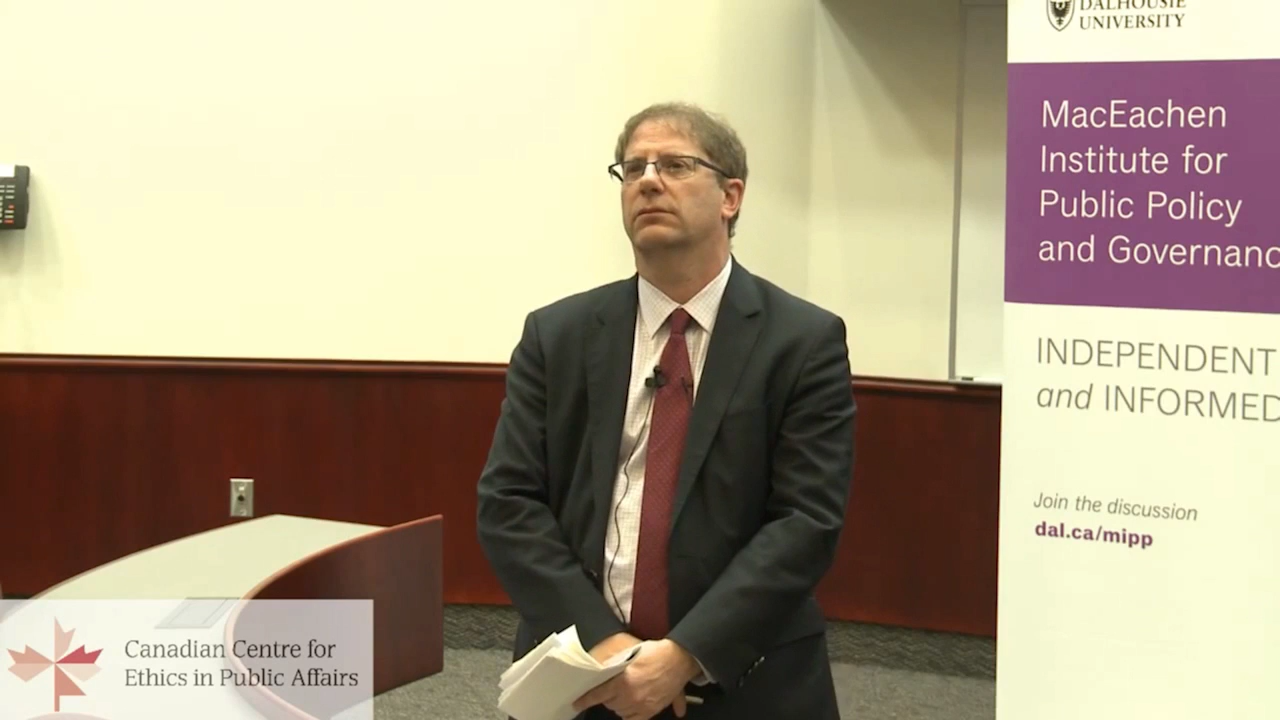 DALHOUSIE
UNIVERSITY
MacEachen
Institute for
Public Policy
and Governanc
INDEPENDENT
and INFORMED
Join the discussion
dal.ca/mipp
Canadian Centre for
Ethics in Public Affairs